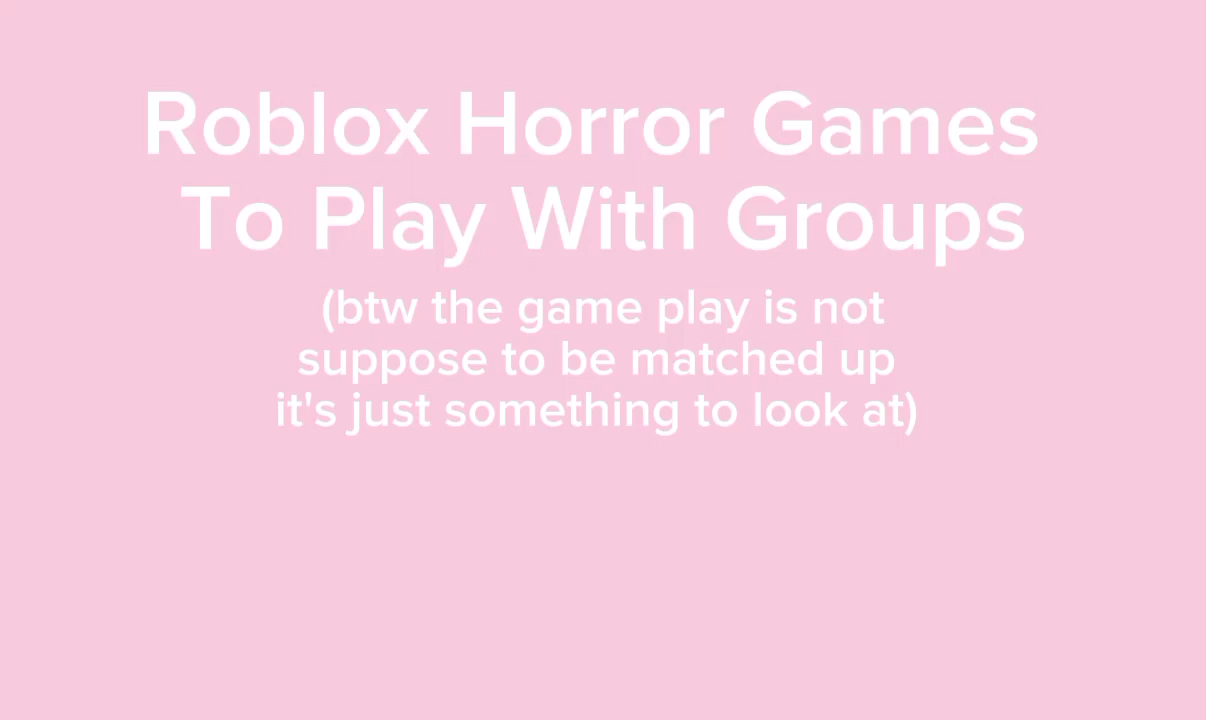 Roblox Horror Games
To Play With Groups
(btw the game play is not
suppose to be matched up
it's just something to look at)